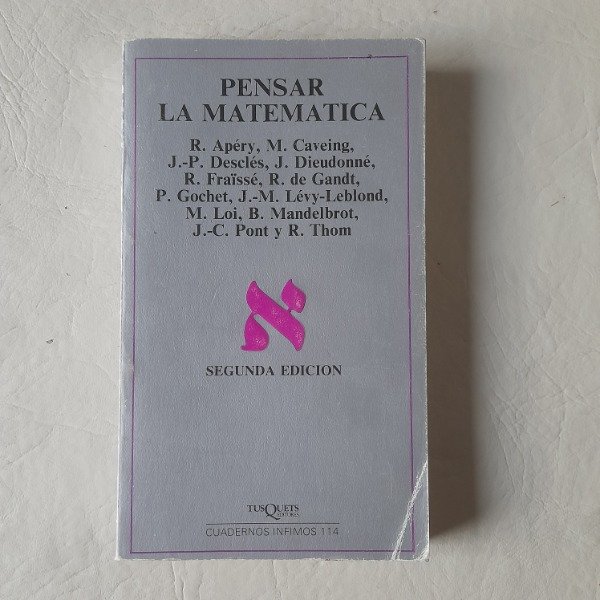 PENSAR
LA MATEMATICA
R. Apéry, M. Caveing,
J.-P. Desclés, J. Dieudonné,
R. Fraïssé, R. de Gandt,
P. Gochet, J.-M. Lévy-Leblond,
M. Loi, B. Mandelbrot,
J.-C. Pont y R. Thom
א
SEGUNDA EDICION
TUSQUETS
EDITORES
CUADERNOS INFIMOS 114